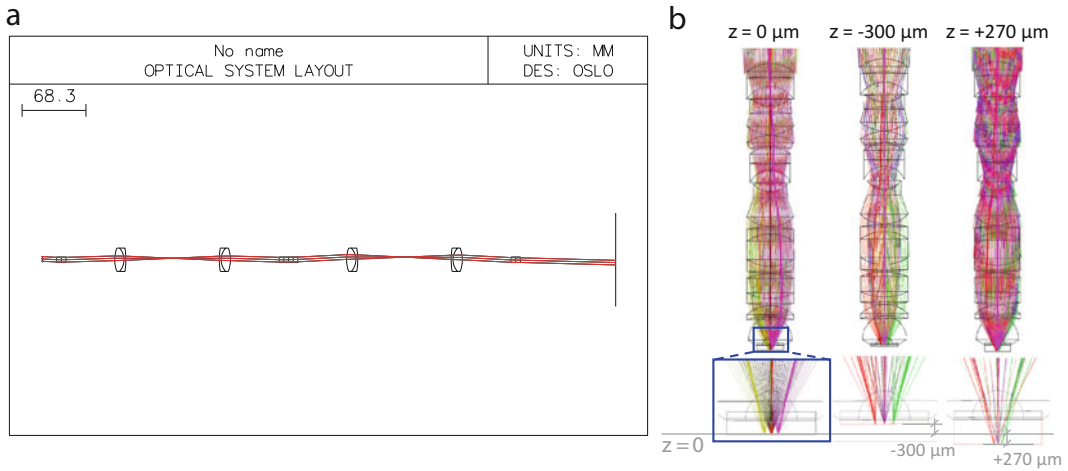 a
No name
OPTICAL SYSTEM LAYOUT
UNITS: MM
DES: OSLO
68.3
b
z = 0 µm
z = -300 µm
z = +270 µm
z = 0
-300 µm
+270 µm